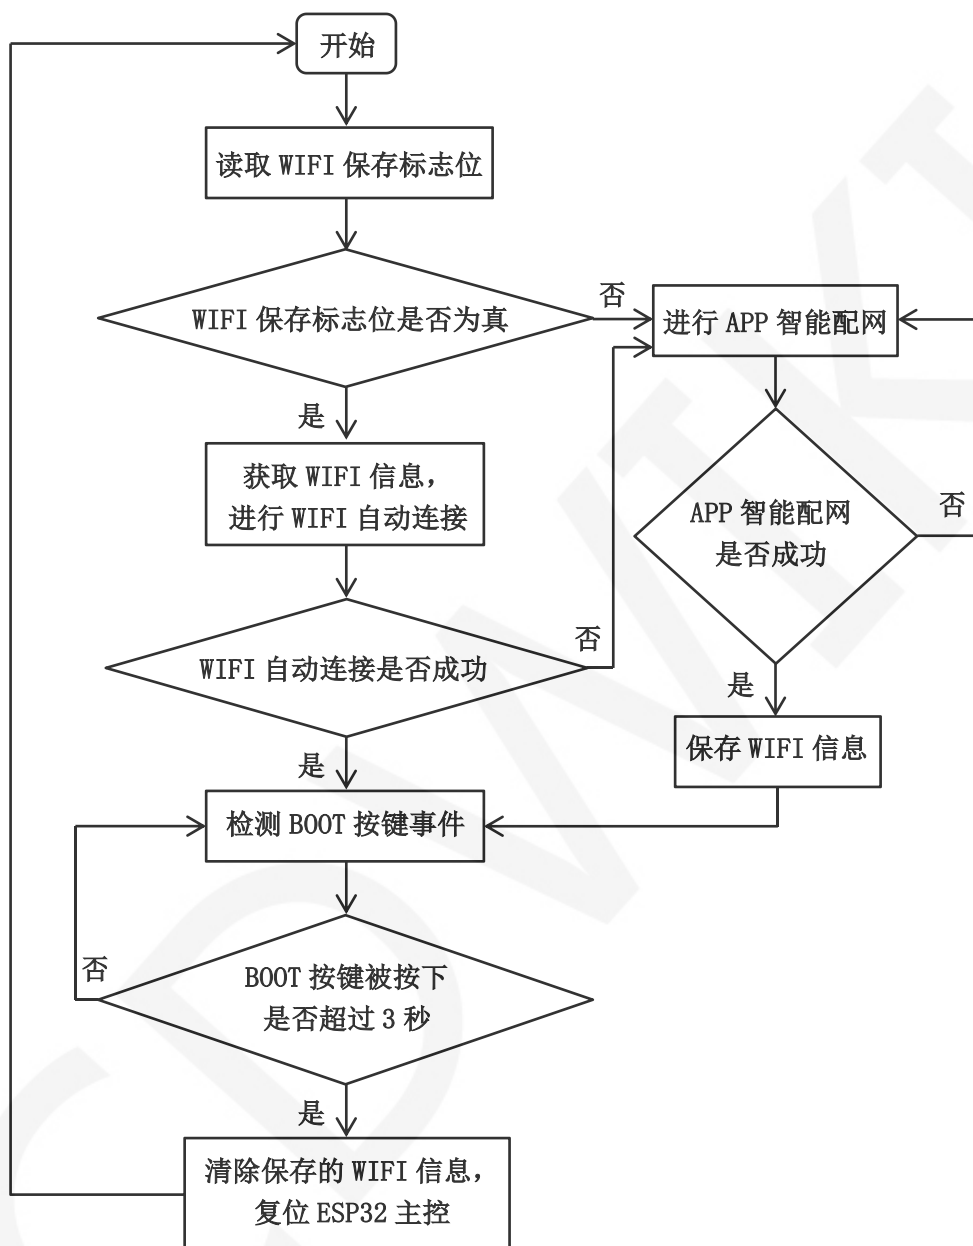 开始
读取 WIFI 保存标志位
WIFI 保存标志位是否为真
否
进行 APP 智能配网
是
获取 WIFI 信息,
进行 WIFI 自动连接
APP 智能配网
是否成功
否
WIFI 自动连接是否成功
否
是
保存 WIFI 信息
是
检测 BOOT 按键事件
否
BOOT 按键被按下
是否超过 3 秒
是
清除保存的 WIFI 信息,
复位 ESP32 主控